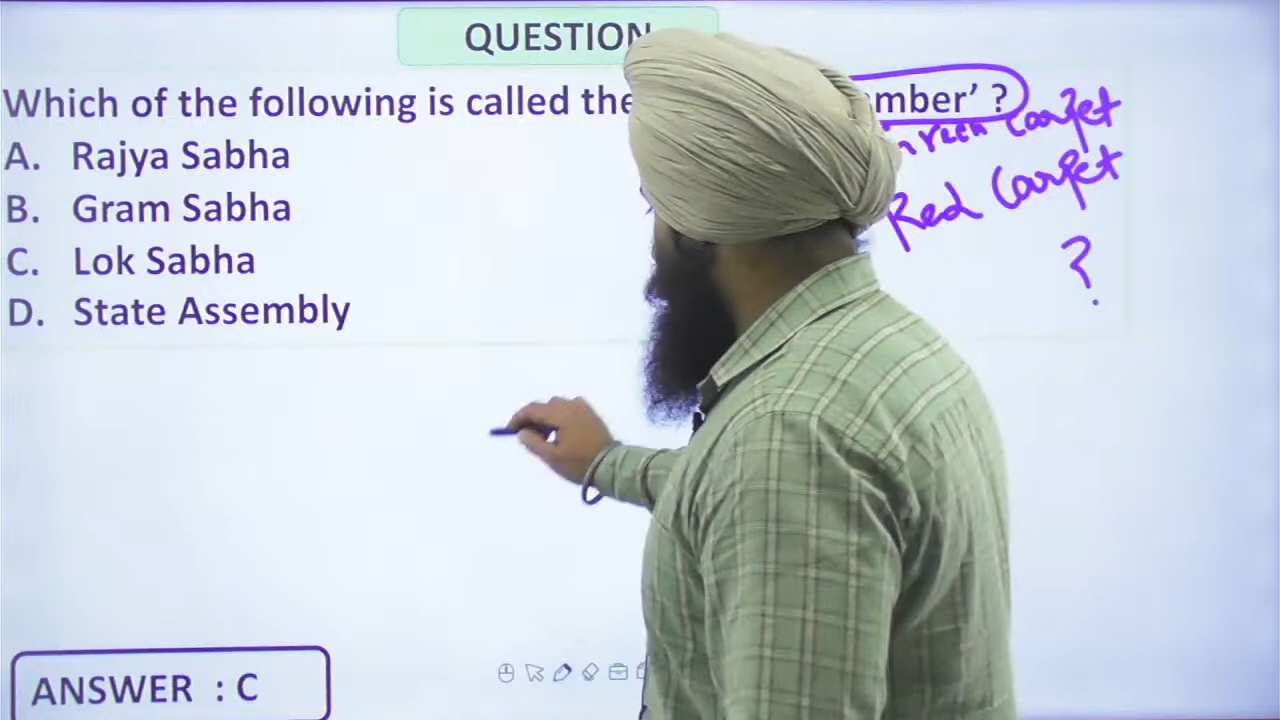 QUESTION
Which of the following is called the mber' ?
A. Rajya Sabha
B. Gram Sabha
C. Lok Sabha
D. State Assembly
Carpet
Red Carpet
?
ANSWER : C